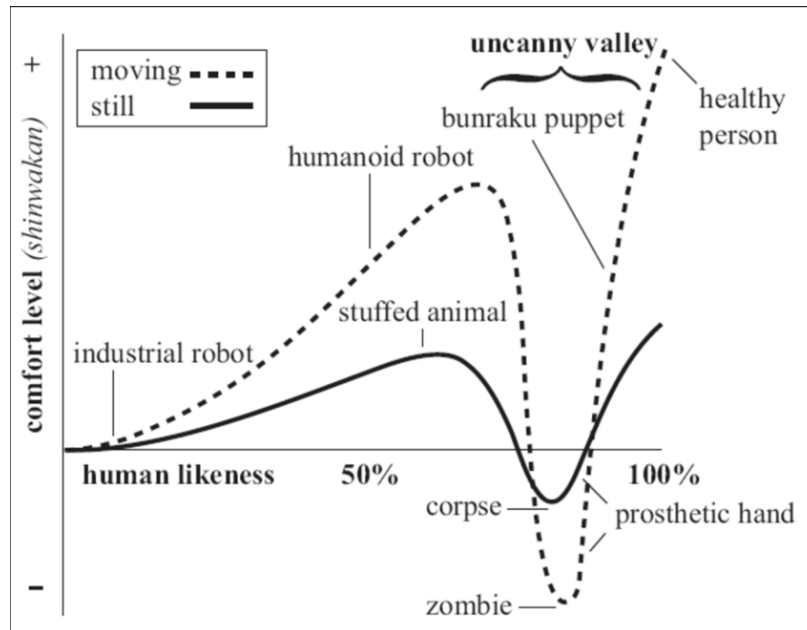 +
moving
still
uncanny valley
bunraku puppet
healthy
person
humanoid robot
stuffed animal
industrial robot
comfort level (shinwakan)
human likeness
50%
100%
corpse
prosthetic hand
zombie
–